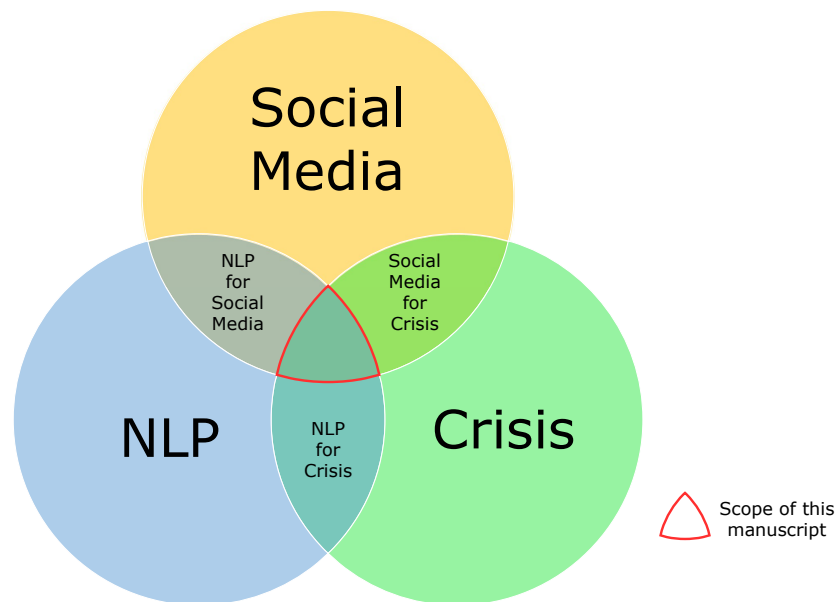 Social
Media
NLP
for
Social
Media
Social
Media
for
Crisis
NLP
Crisis
NLP
for
Crisis
Scope of this
manuscript